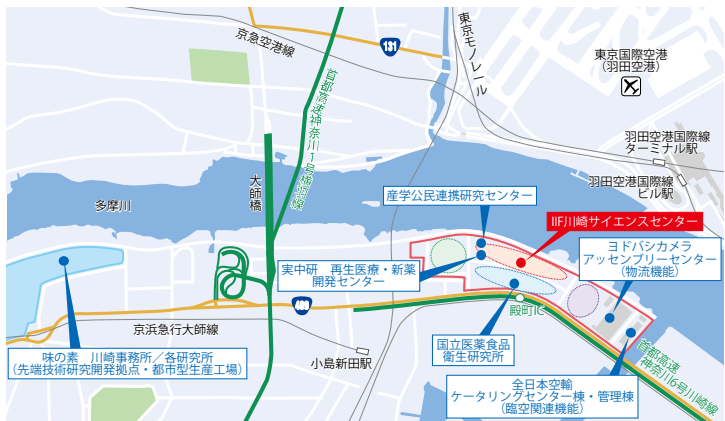 京急空港線
131
東京モノレール
東京国際空港
(羽田空港)
首都高速神奈川1号横羽線
羽田空港国際線
ターミナル駅
羽田空港国際線
ビル駅
大師橋
多摩川
産学公民連携研究センター
IIF川崎サイエンスセンター
ヨドバシカメラ
アッセンブリーセンター
(物流機能)
実中研 再生医療・新薬
開発センター
409
殿町IC
京浜急行大師線
国立医薬食品
衛生研究所
首都高速
神奈川6号川崎線
味の素 川崎事務所/各研究所
(先端技術研究開発拠点・都市型生産工場)
小島新田駅
全日本空輸
ケータリングセンター棟・管理棟
(臨空関連機能)